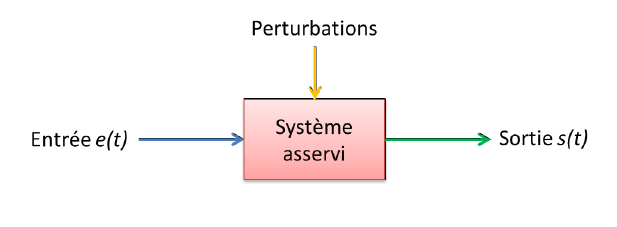 Perturbations
Entrée e(t)
Système
asservi
Sortie s(t)